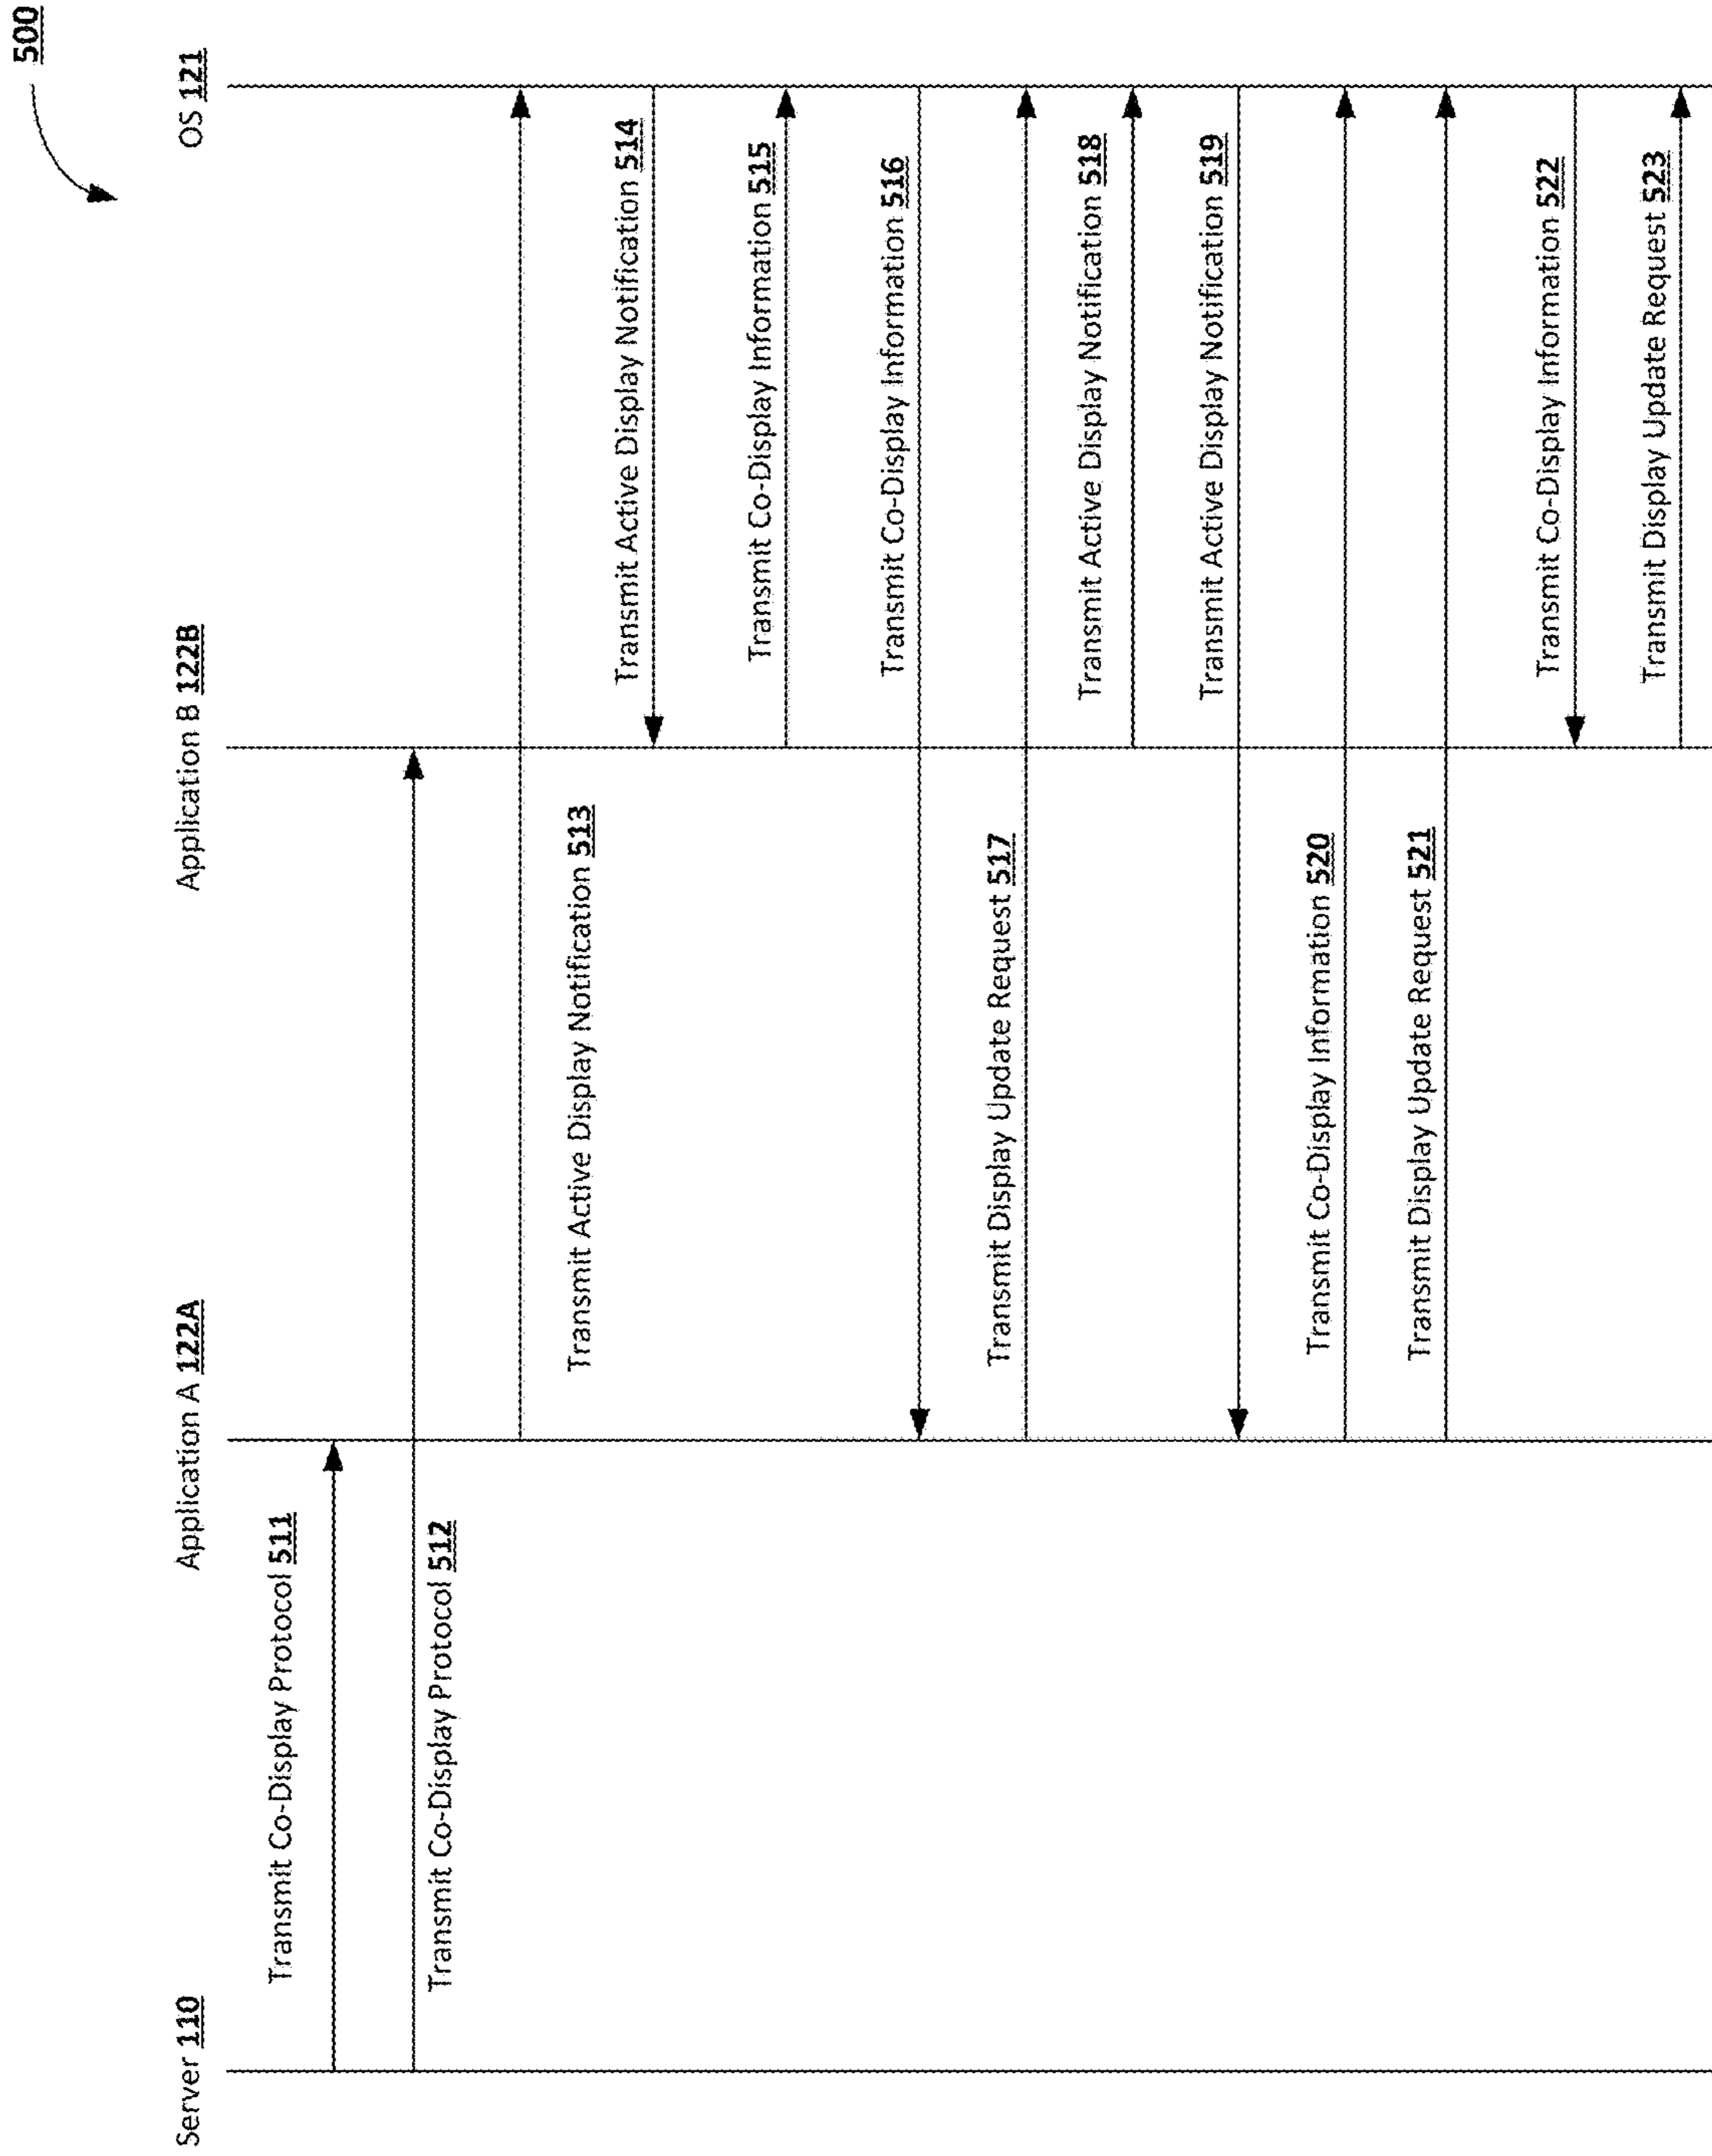 500
Server 110
Application A 122A
Application B 122B
OS 121
Transmit Co-Display Protocol 511
Transmit Co-Display Protocol 512
Transmit Active Display Notification 513
Transmit Active Display Notification 514
Transmit Co-Display Information 515
Transmit Co-Display Information 516
Transmit Display Update Request 517
Transmit Active Display Notification 518
Transmit Active Display Notification 519
Transmit Co-Display Information 520
Transmit Display Update Request 521
Transmit Co-Display Information 522
Transmit Display Update Request 523